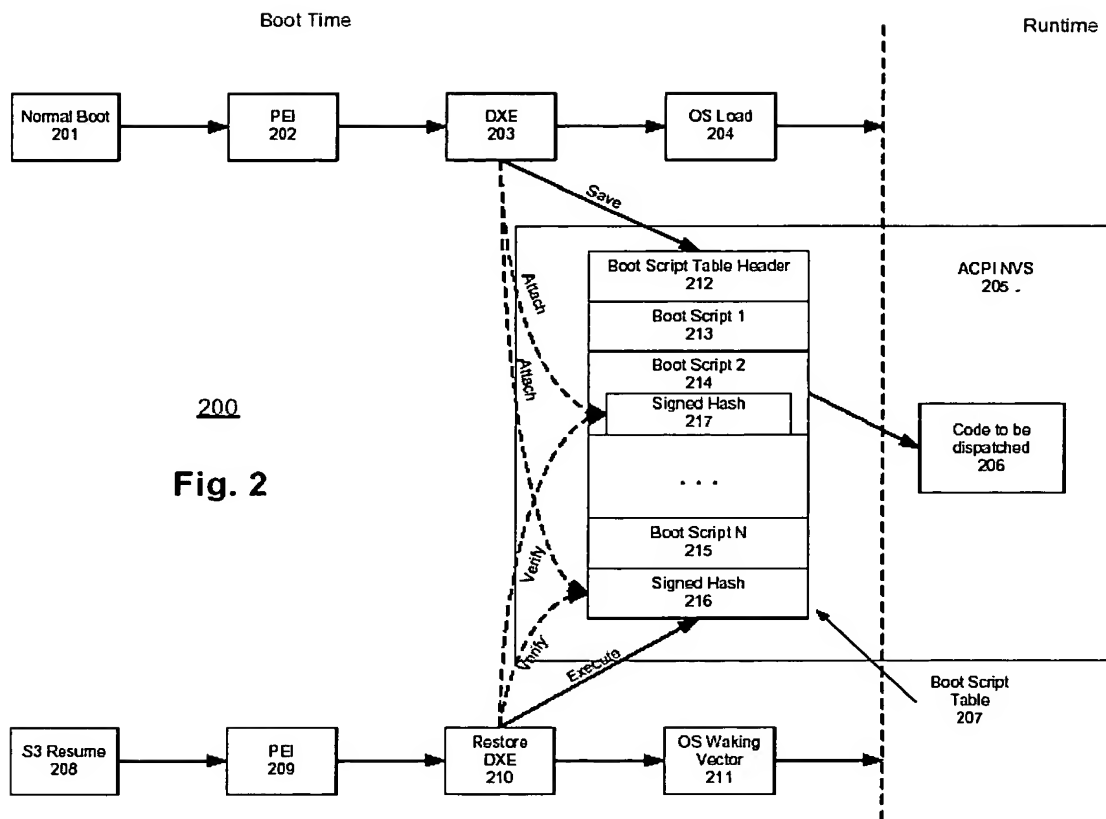 Boot Time
Runtime
Normal Boot
201
PEI
202
DXE
203
OS Load
204
Save
Attach
Attach
Boot Script Table Header
212
Boot Script 1
213
Boot Script 2
214
Signed Hash
217
. . .
Boot Script N
215
Signed Hash
216
ACPI NVS
205
Code to be
dispatched
206
200
Fig. 2
Verify
Verify
Execute
Boot Script
Table
207
S3 Resume
208
PEI
209
Restore
DXE
210
OS Waking
Vector
211